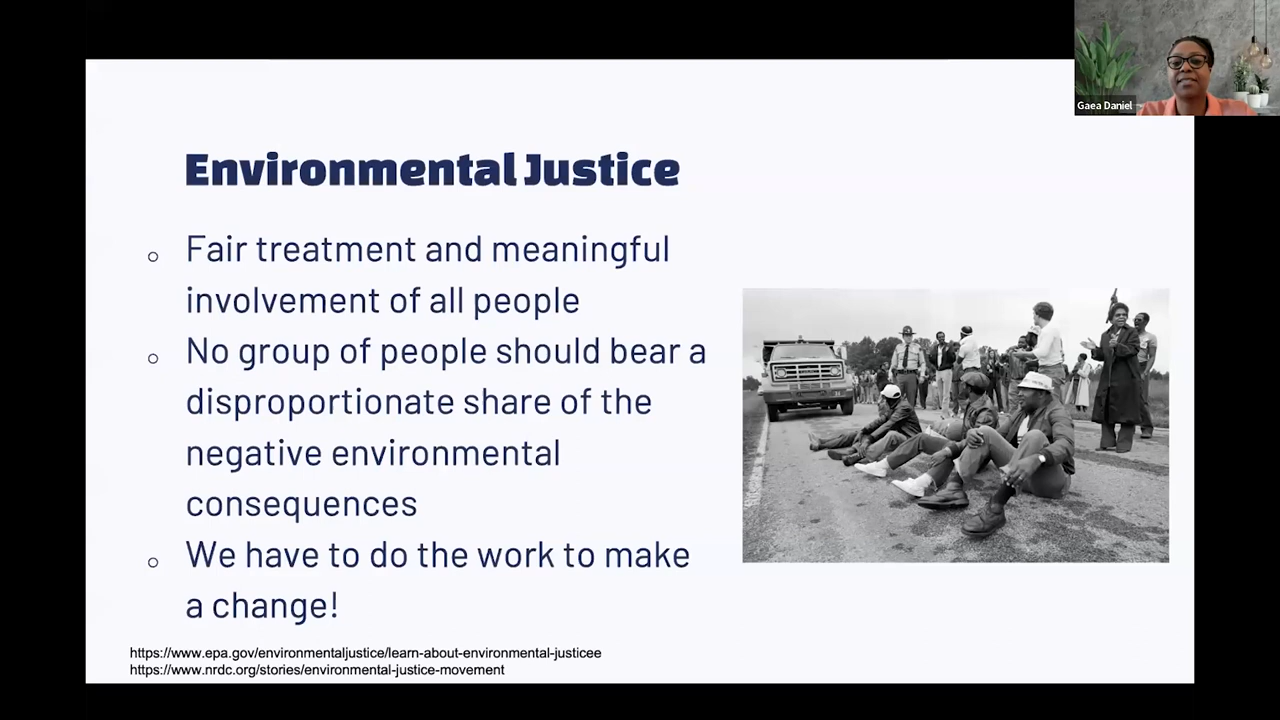 Gaea Daniel
Environmental Justice
Fair treatment and meaningful
involvement of all people
No group of people should bear a
disproportionate share of the
negative environmental
consequences
We have to do the work to make
a change!
https://www.epa.gov/environmentaljustice/learn-about-environmental-justicee
https://www.nrdc.org/stories/environmental-justice-movement